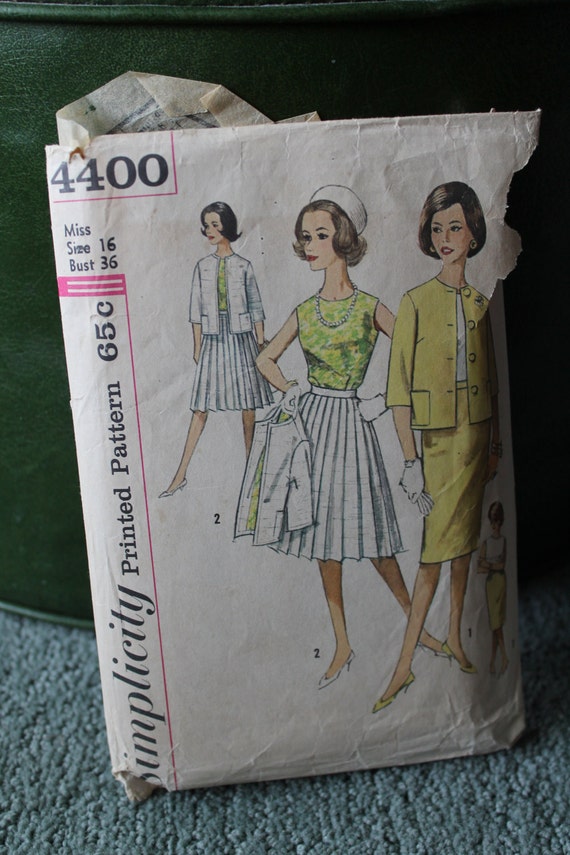 4400
Miss
Size 16
Bust 36
Simplicity Printed Pattern 65c
2
2
1